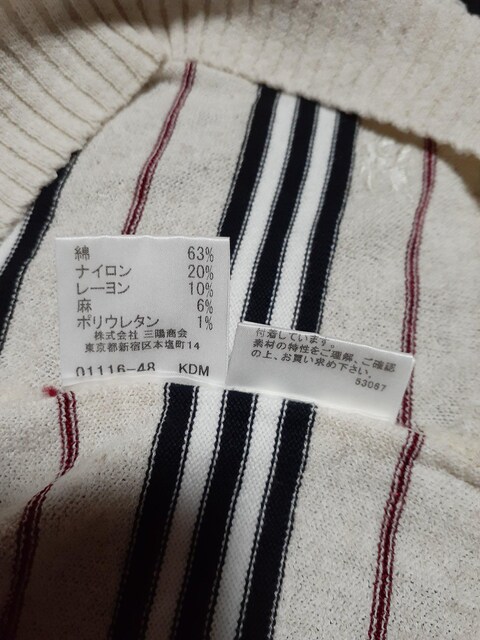 綿 63%
ナイロン 20%
レーヨン 10%
麻 6%
ポリウレタン 1%
株式会社 三陽商会
東京都新宿区本塩町14
01116-48 KDM
付着しています。
素材の特性をご理解、ご確認
の上、お買い求め下さい。
53087